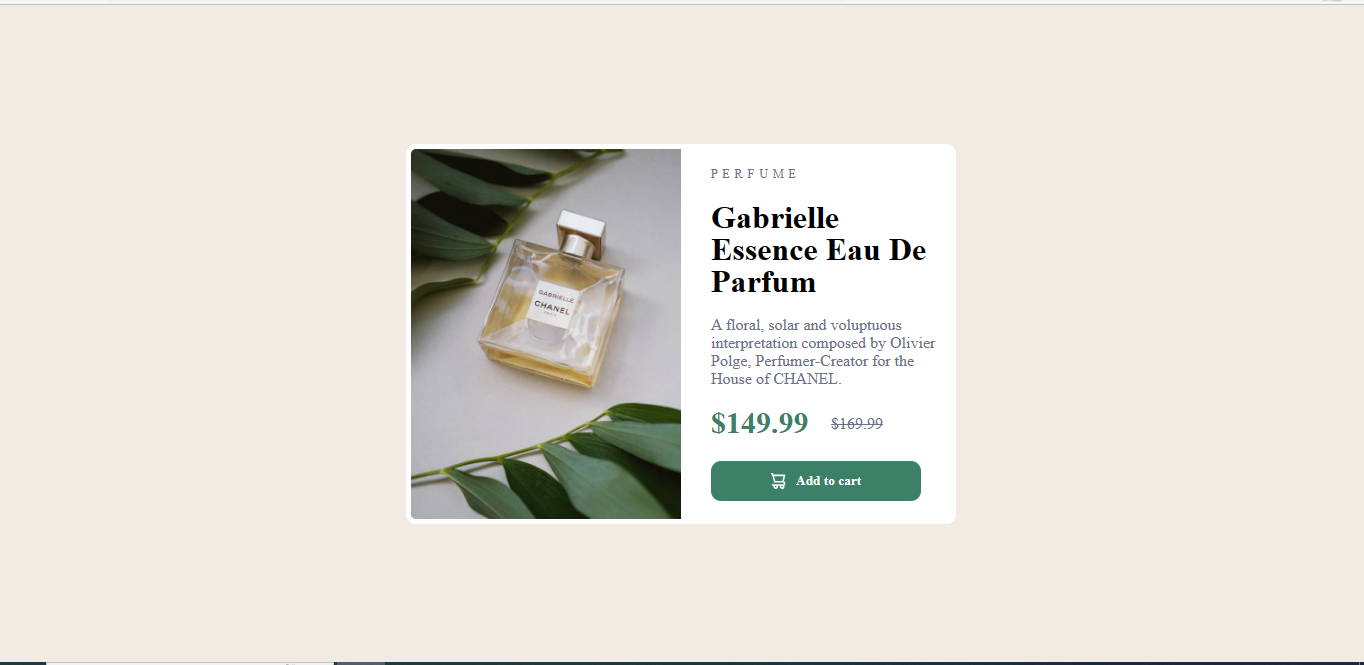 GABRIELLE
CHANEL
PARIS
PERFUME
Gabrielle
Essence Eau De
Parfum
A floral, solar and voluptuous
interpretation composed by Olivier
Polge, Perfumer-Creator for the
House of CHANEL.
$149.99 $169.99
Add to cart